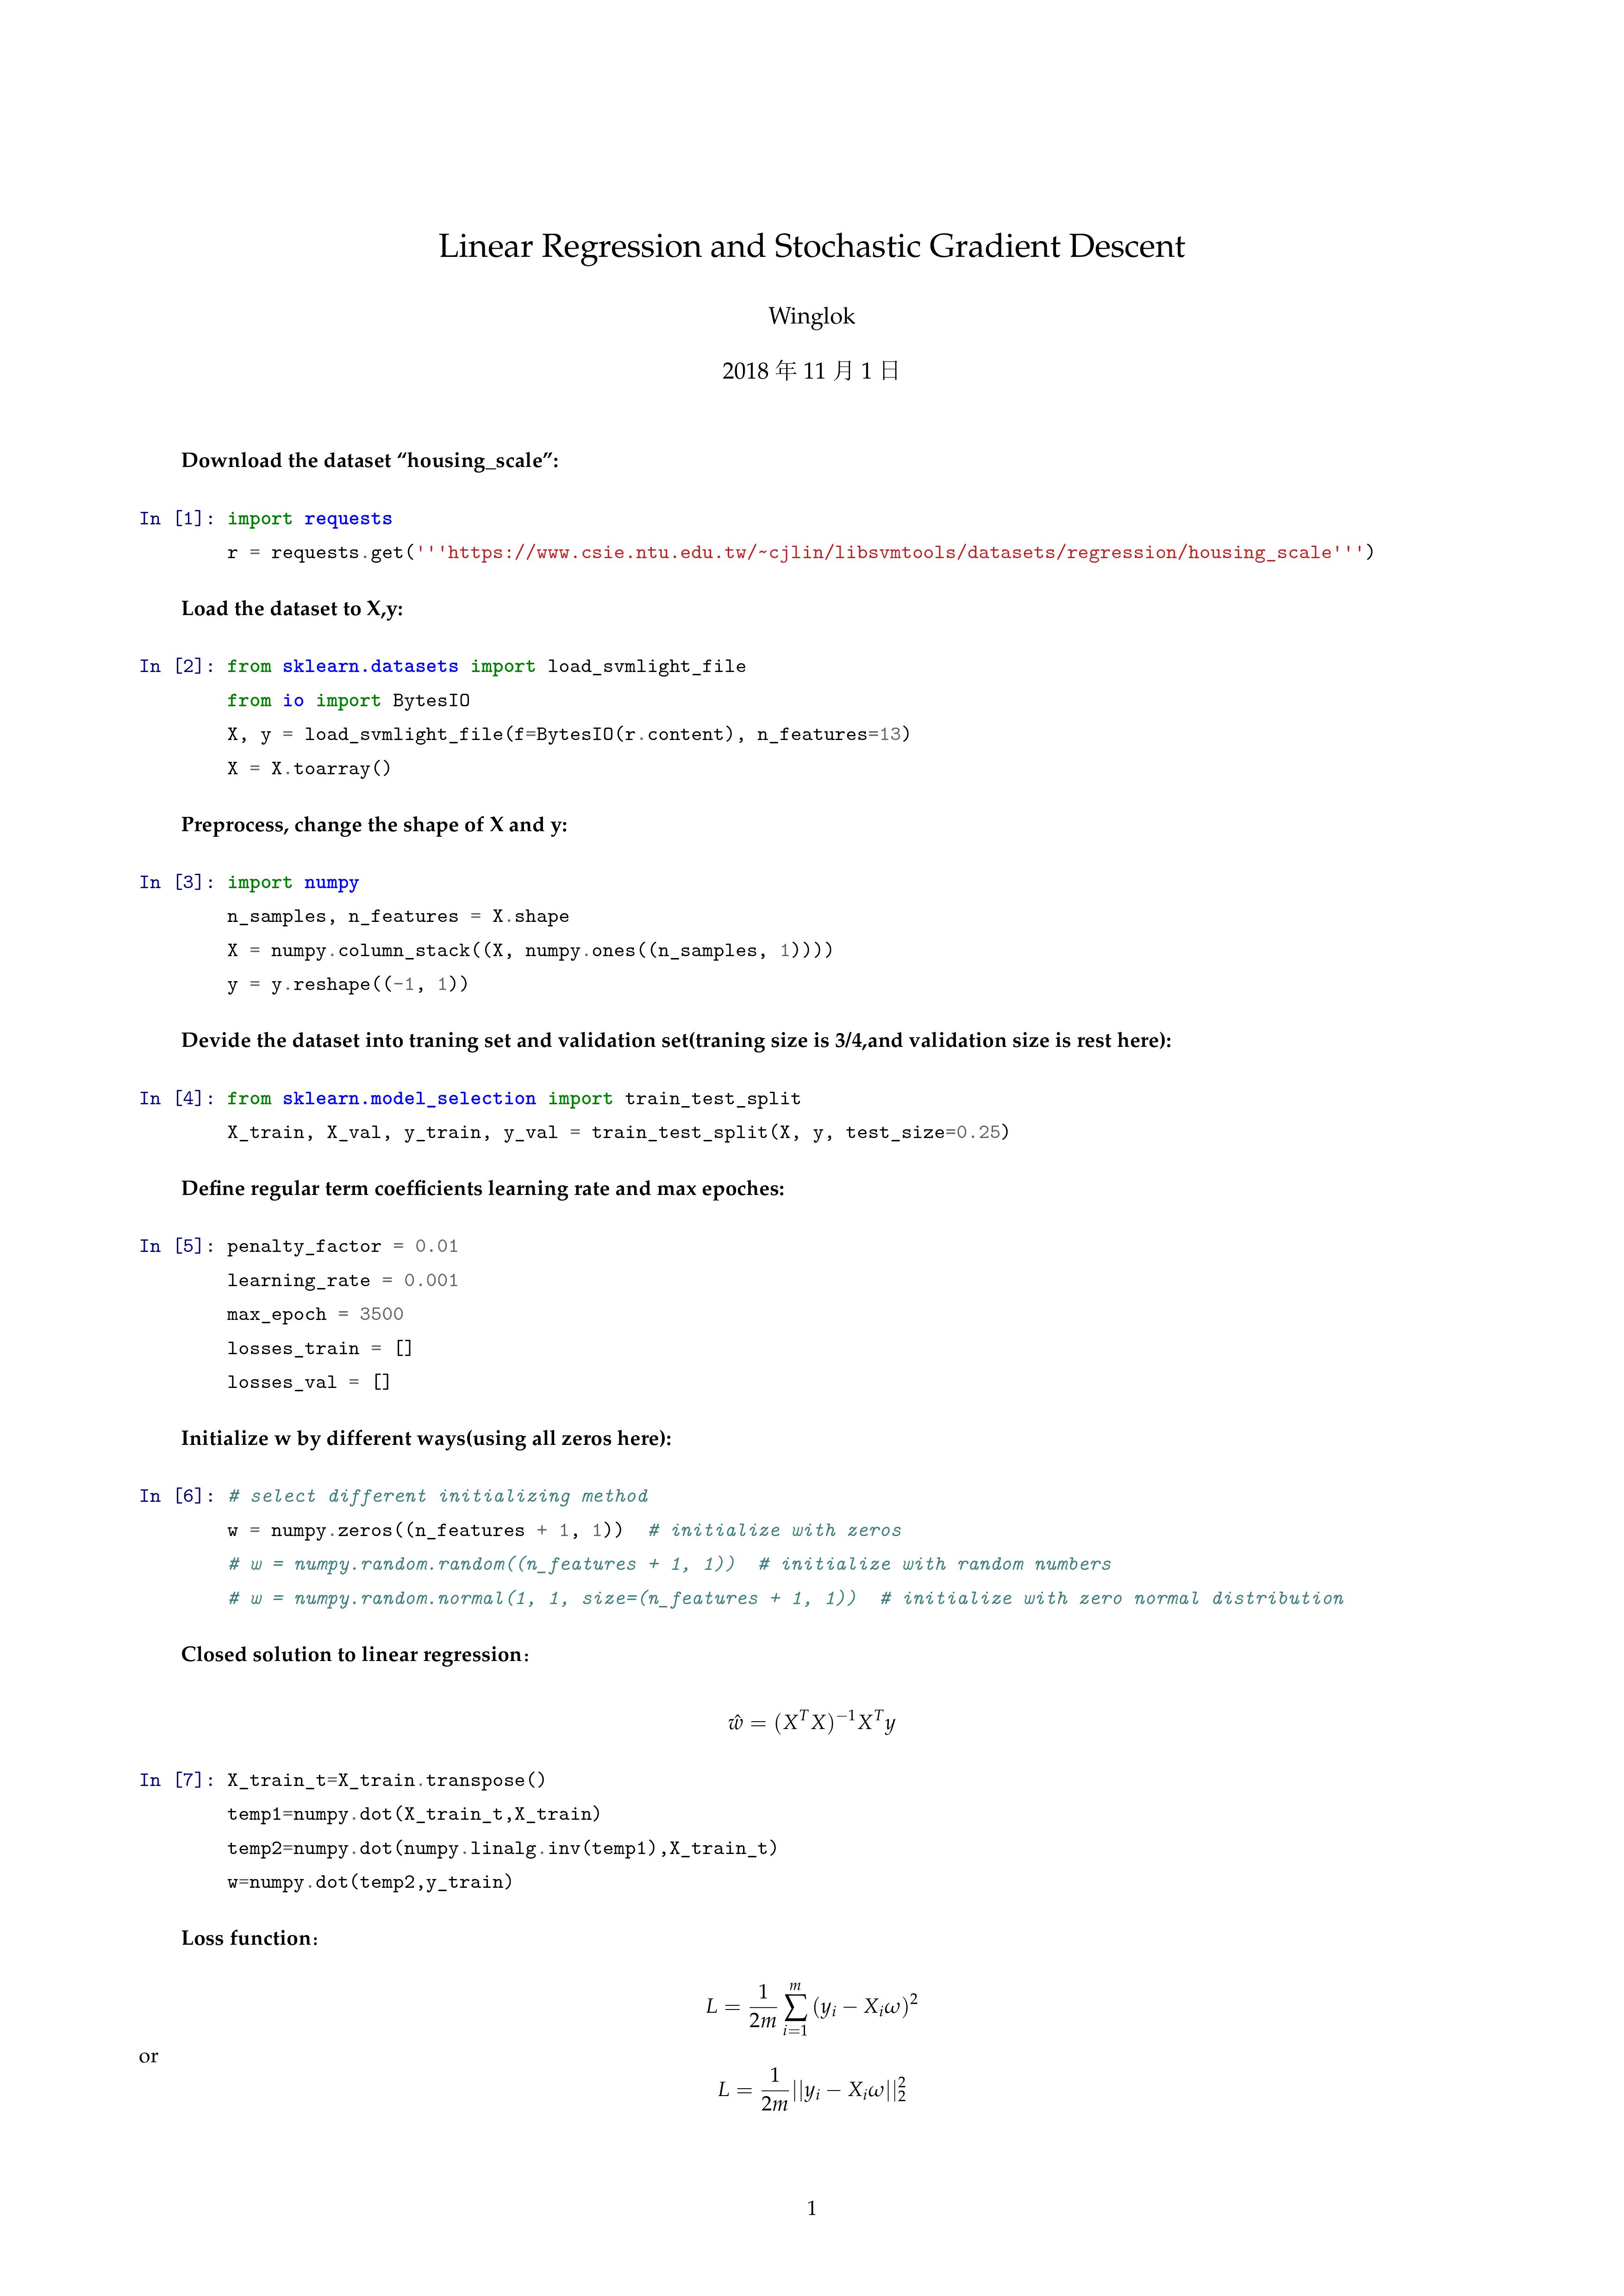 Linear Regression and Stochastic Gradient Descent
Winglok
2018 年 11 月 1 日
Download the dataset “housing_scale”:
In [1]: import requests
r = requests.get('''https://www.csie.ntu.edu.tw/~cjlin/libsvmtools/datasets/regression/housing_scale''')
Load the dataset to X,y:
In [2]: from sklearn.datasets import load_svmlight_file
from io import BytesIO
X, y = load_svmlight_file(f=BytesIO(r.content), n_features=13)
X = X.toarray()
Preprocess, change the shape of X and y:
In [3]: import numpy
n_samples, n_features = X.shape
X = numpy.column_stack((X, numpy.ones((n_samples, 1))))
y = y.reshape((-1, 1))
Devide the dataset into traning set and validation set(traning size is 3/4,and validation size is rest here):
In [4]: from sklearn.model_selection import train_test_split
X_train, X_val, y_train, y_val = train_test_split(X, y, test_size=0.25)
Define regular term coefficients learning rate and max epoches:
In [5]: penalty_factor = 0.01
learning_rate = 0.001
max_epoch = 3500
losses_train = []
losses_val = []
Initialize w by different ways(using all zeros here):
In [6]: # select different initializing method
w = numpy.zeros((n_features + 1, 1))  # initialize with zeros
# w = numpy.random.random((n_features + 1, 1))  # initialize with random numbers
# w = numpy.random.normal(1, 1, size=(n_features + 1, 1))  # initialize with zero normal distribution
Closed solution to linear regression：
ŵ = (X^T X)^{−1} X^T y
In [7]: X_train_t=X_train.transpose()
temp1=numpy.dot(X_train_t,X_train)
temp2=numpy.dot(numpy.linalg.inv(temp1),X_train_t)
w=numpy.dot(temp2,y_train)
Loss function：
L = \frac{1}{2m} \sum_{i=1}^{m} (y_i − X_i ω)^2
or
L = \frac{1}{2m} ||y_i − X_i ω||_2^2
1